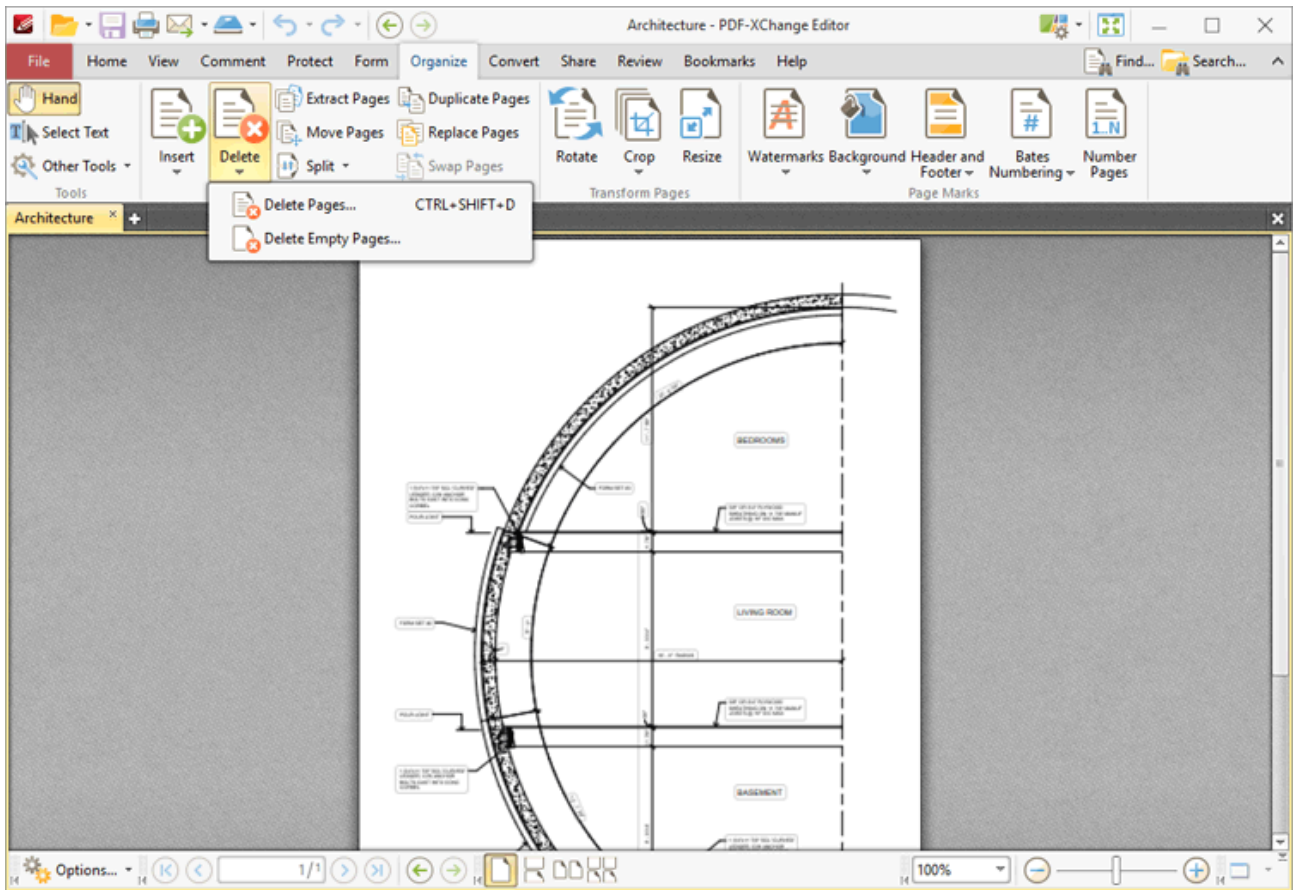 Architecture - PDF-XChange Editor
File Home View Comment Protect Form Organize Convert Share Review Bookmarks Help Find... Search...
Hand
Select Text
Other Tools
Tools
Insert
Delete
Extract Pages
Move Pages
Split
Duplicate Pages
Replace Pages
Swap Pages
Rotate
Crop
Resize
Transform Pages
Watermarks
Background
Header and
Footer
Bates
Numbering
Number
Pages
Page Marks
Delete Pages... CTRL+SHIFT+D
Delete Empty Pages...
Architecture
BEDROOMS
LIVING ROOM
BASEMENT
Options... 1/1 100%